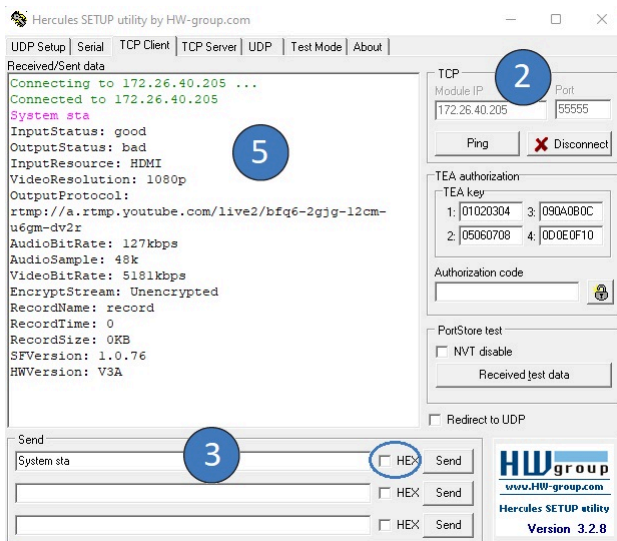 Hercules SETUP utility by HW-group.com
UDP Setup Serial TCP Client TCP Server UDP Test Mode About
Received/Sent data
Connecting to 172.26.40.205 ...
Connected to 172.26.40.205
System sta
InputStatus: good
OutputStatus: bad
InputResource: HDMI
VideoResolution: 1080p
OutputProtocol:
rtmp://a.rtmp.youtube.com/live2/bfq6-2gjg-12cm-
u6gm-dv2r
AudioBitRate: 127kbps
AudioSample: 48k
VideoBitRate: 5181kbps
EncryptStream: Unencrypted
RecordName: record
RecordTime: 0
RecordSize: 0KB
SFVersion: 1.0.76
HWVersion: V3A
5
TCP
2
Module IP Port
172.26.40.205 55555
Ping Disconnect
TEA authorization
TEA key
1: 01020304 3: 090A0B0C
2: 05060708 4: 0D0E0F10
Authorization code
PortStore test
NVT disable
Received test data
Redirect to UDP
Send
System sta 3 HEX Send
HEX Send
HEX Send
HW group
www.HW-group.com
Hercules SETUP utility
Version 3.2.8